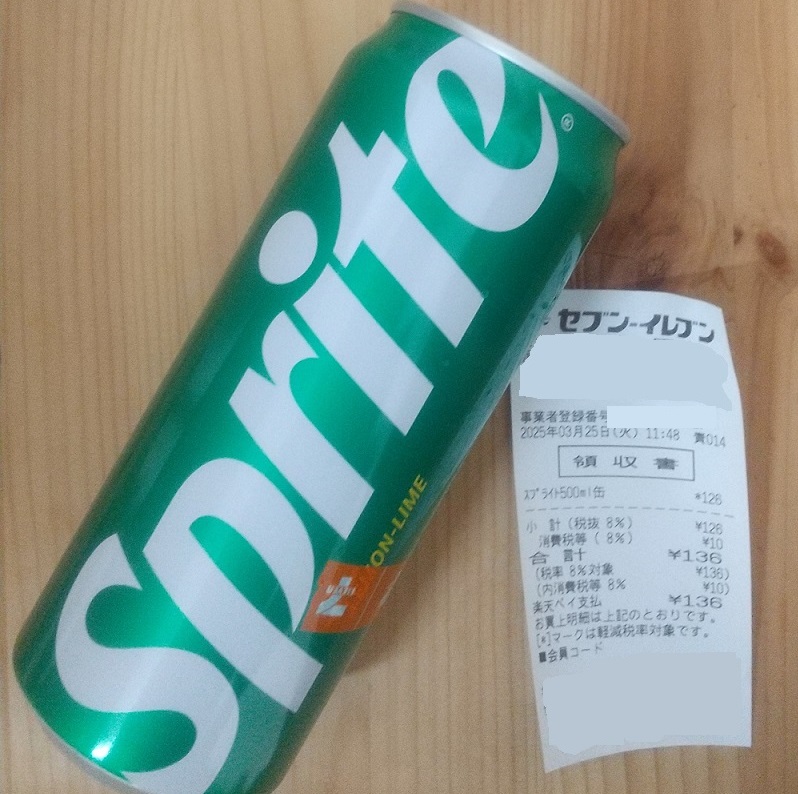 Sprite®
ON-LIME
セブン-イレブン
事業者登録番号
2025年03月25日(火) 11:48 責014
領収書
スプライト500ml缶 *126
小 計(税抜 8%) ¥126
消費税等( 8%) ¥10
合 計 ¥136
(税率 8%対象 ¥136)
(内消費税等 8% ¥10)
楽天ペイ支払 ¥136
お買上明細は上記のとおりです。
[*]マークは軽減税率対象です。
■会員コード